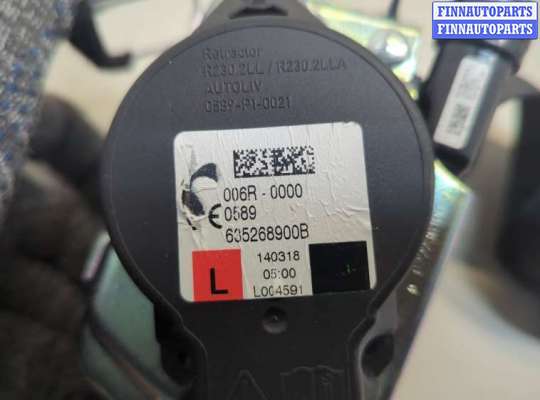 FINNAUTOPARTS
FINNAUTOPARTS
Retractor
R230.2LL / R230.2LLA
AUTOLIV
0589-P1-0021
006R-0000
CE 0589
635268900B
L
140318
05:00
L004591